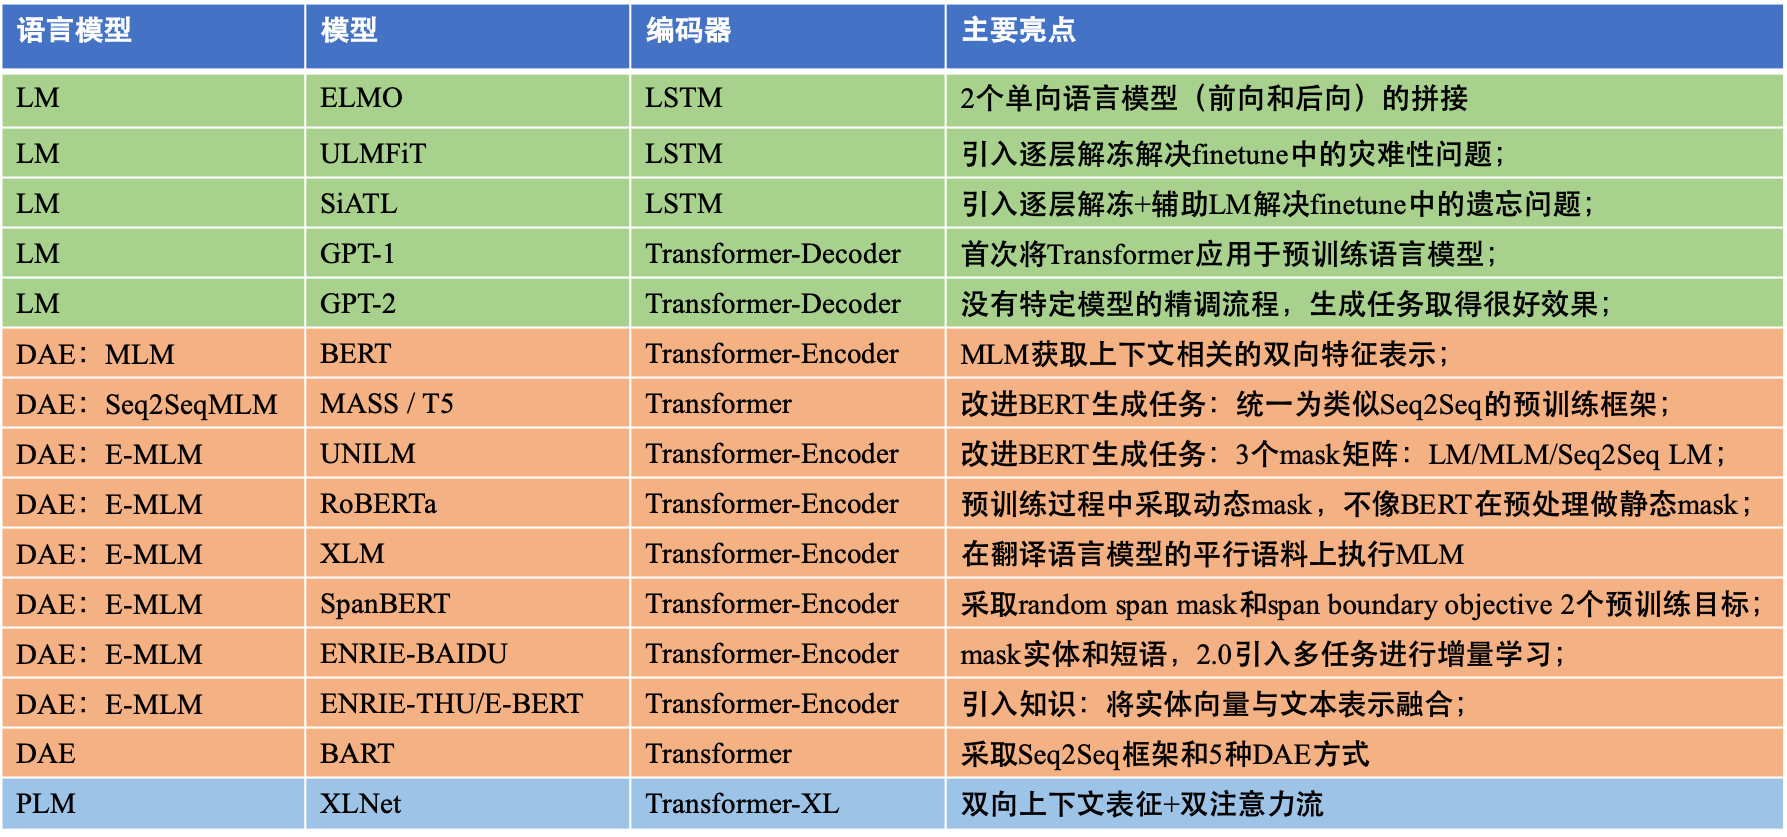 语言模型 模型 编码器 主要亮点
LM ELMO LSTM 2个单向语言模型（前向和后向）的拼接
LM ULMFiT LSTM 引入逐层解冻解决finetune中的灾难性问题；
LM SiATL LSTM 引入逐层解冻+辅助LM解决finetune中的遗忘问题；
LM GPT-1 Transformer-Decoder 首次将Transformer应用于预训练语言模型；
LM GPT-2 Transformer-Decoder 没有特定模型的精调流程，生成任务取得很好效果；
DAE：MLM BERT Transformer-Encoder MLM获取上下文相关的双向特征表示；
DAE：Seq2SeqMLM MASS / T5 Transformer 改进BERT生成任务：统一为类似Seq2Seq的预训练框架；
DAE：E-MLM UNILM Transformer-Encoder 改进BERT生成任务：3个mask矩阵：LM/MLM/Seq2Seq LM；
DAE：E-MLM RoBERTa Transformer-Encoder 预训练过程中采取动态mask，不像BERT在预处理做静态mask；
DAE：E-MLM XLM Transformer-Encoder 在翻译语言模型的平行语料上执行MLM
DAE：E-MLM SpanBERT Transformer-Encoder 采取random span mask和span boundary objective 2个预训练目标；
DAE：E-MLM ENRIE-BAIDU Transformer-Encoder mask实体和短语，2.0引入多任务进行增量学习；
DAE：E-MLM ENRIE-THU/E-BERT Transformer-Encoder 引入知识：将实体向量与文本表示融合；
DAE BART Transformer 采取Seq2Seq框架和5种DAE方式
PLM XLNet Transformer-XL 双向上下文表征+双注意力流